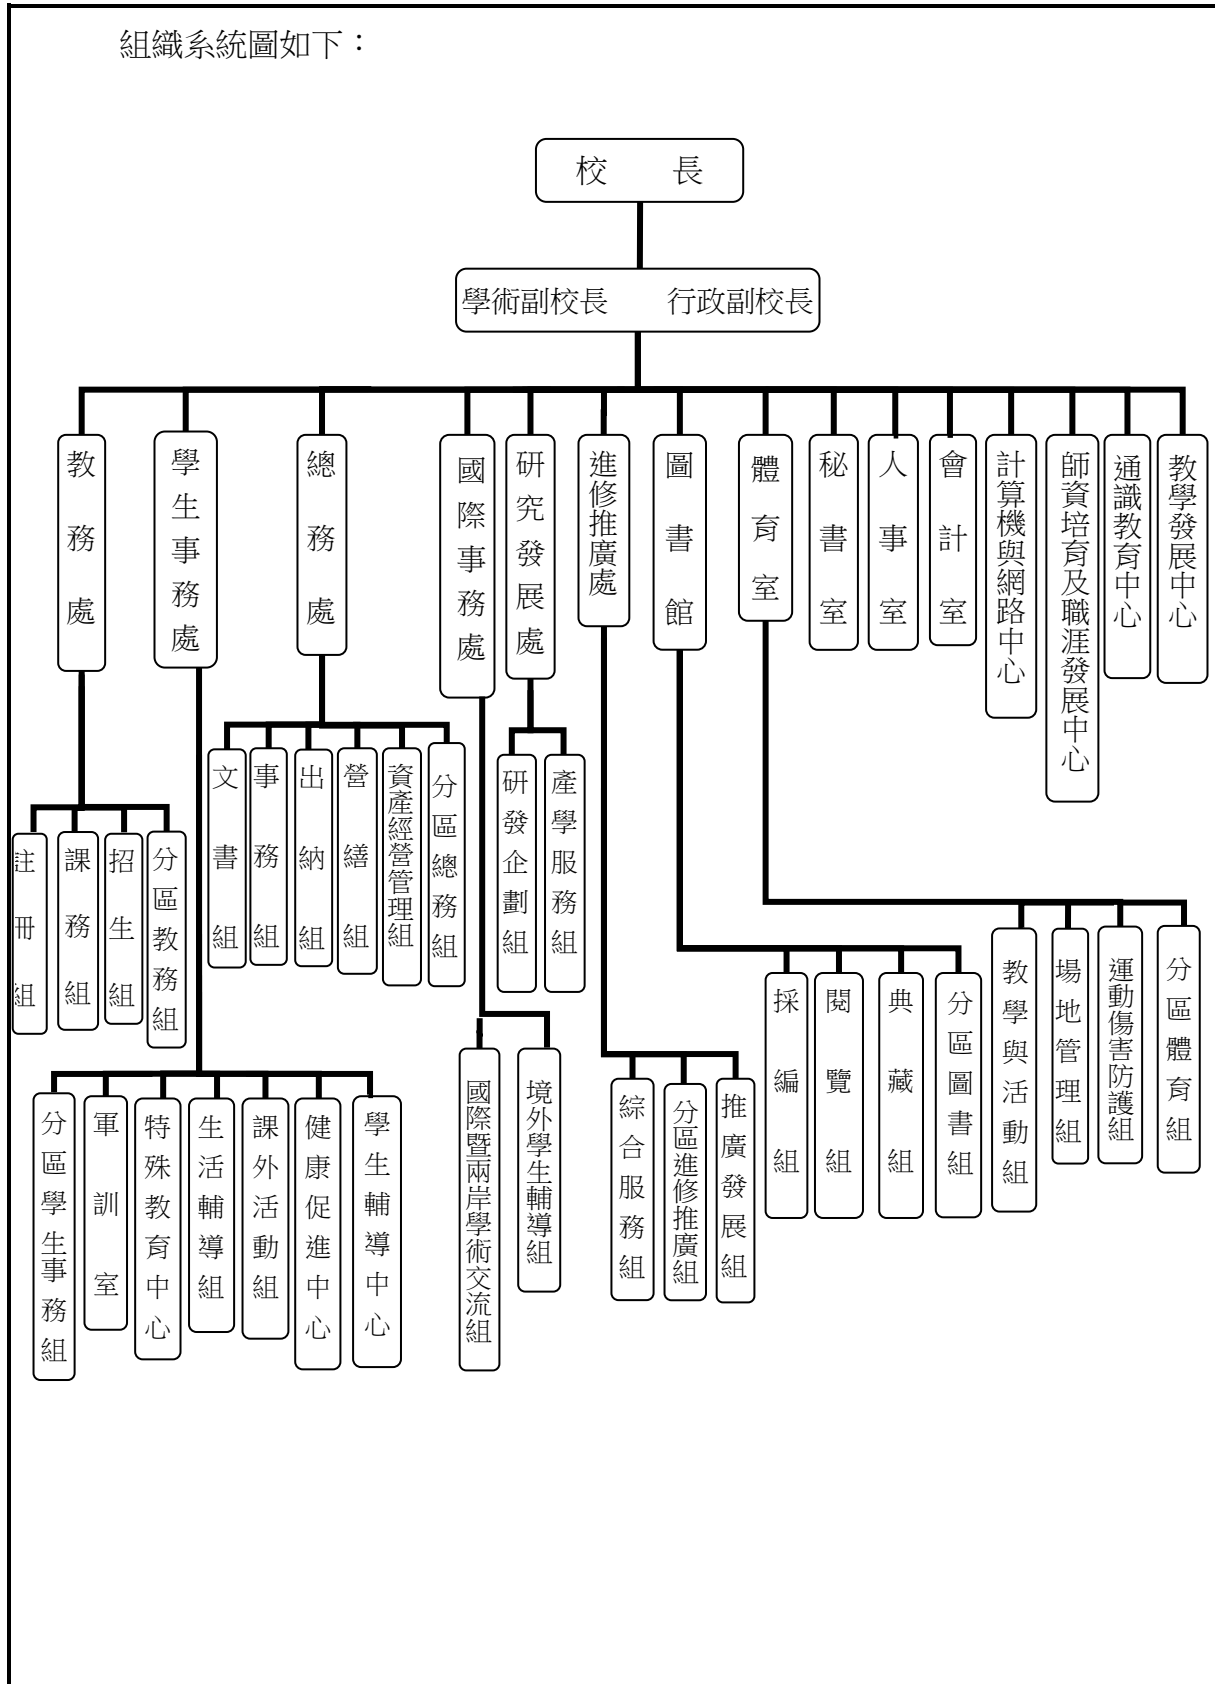 組織系統圖如下：
校　　長
學術副校長　　行政副校長
教務處
學生事務處
總務處
國際事務處
研究發展處
進修推廣處
圖書館
體育室
秘書室
人事室
會計室
計算機與網路中心
師資培育及職涯發展中心
通識教育中心
教學發展中心
註冊組
課務組
招生組
分區教務組
文書組
事務組
出納組
營繕組
資產經營管理組
分區總務組
研發企劃組
產學服務組
採編組
閱覽組
典藏組
分區圖書組
教學與活動組
場地管理組
運動傷害防護組
分區體育組
分區學生事務組
軍訓室
特殊教育中心
生活輔導組
課外活動組
健康促進中心
學生輔導中心
國際暨兩岸學術交流組
境外學生輔導組
綜合服務組
分區進修推廣組
推廣發展組